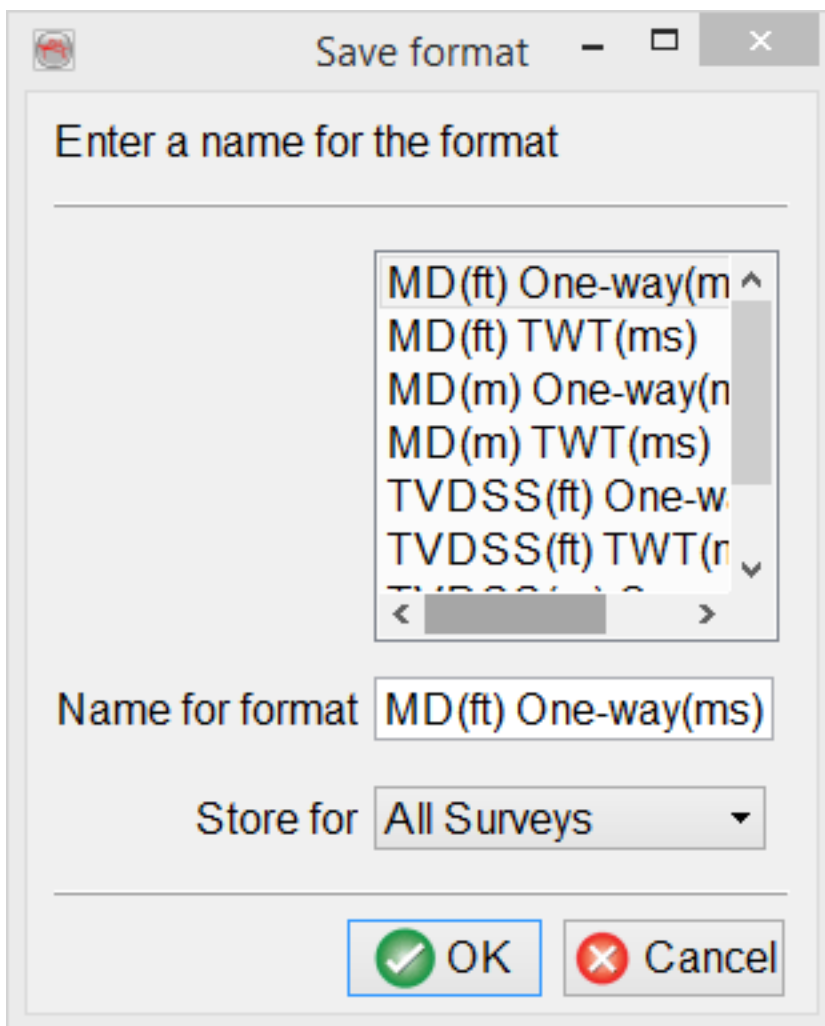 Save format
Enter a name for the format
MD(ft) One-way(m
MD(ft) TWT(ms)
MD(m) One-way(n
MD(m) TWT(ms)
TVDSS(ft) One-w
TVDSS(ft) TWT(r
Name for format MD(ft) One-way(ms)
Store for All Surveys
OK Cancel